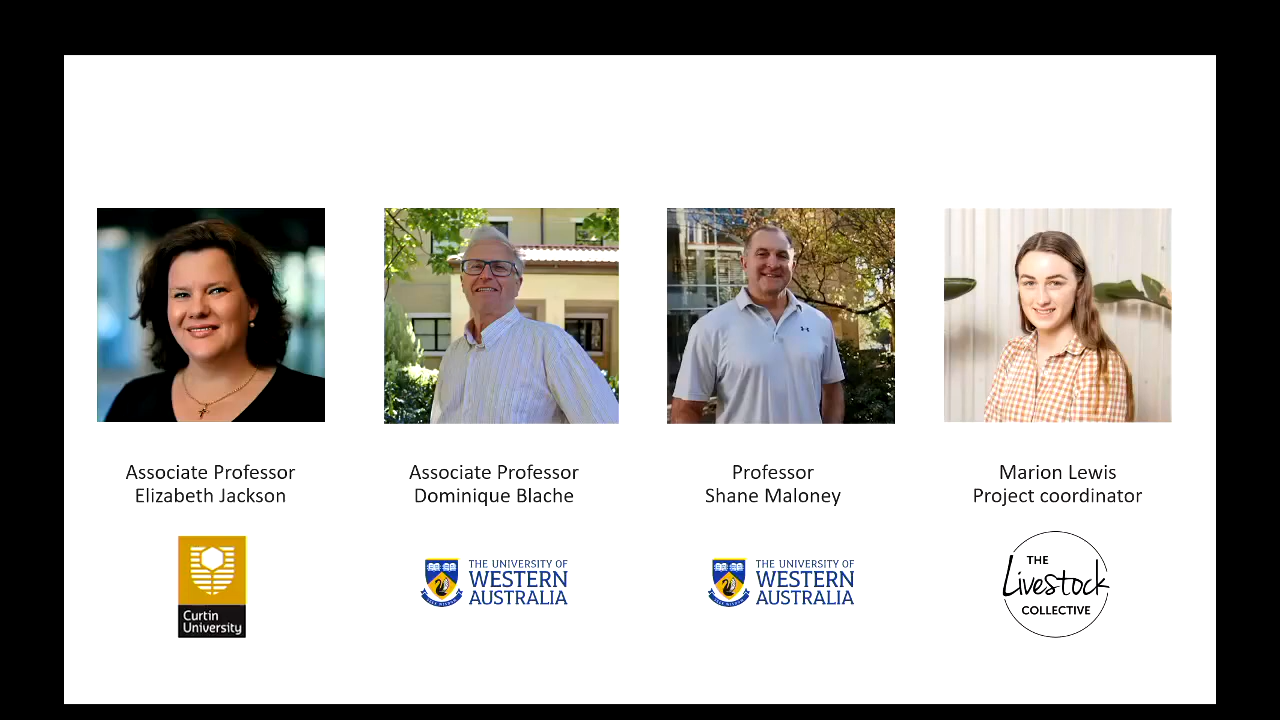 Associate Professor
Elizabeth Jackson
Associate Professor
Dominique Blache
Professor
Shane Maloney
Marion Lewis
Project coordinator
Curtin
University
THE UNIVERSITY OF
WESTERN
AUSTRALIA
THE UNIVERSITY OF
WESTERN
AUSTRALIA
THE
LIVESTOCK
COLLECTIVE